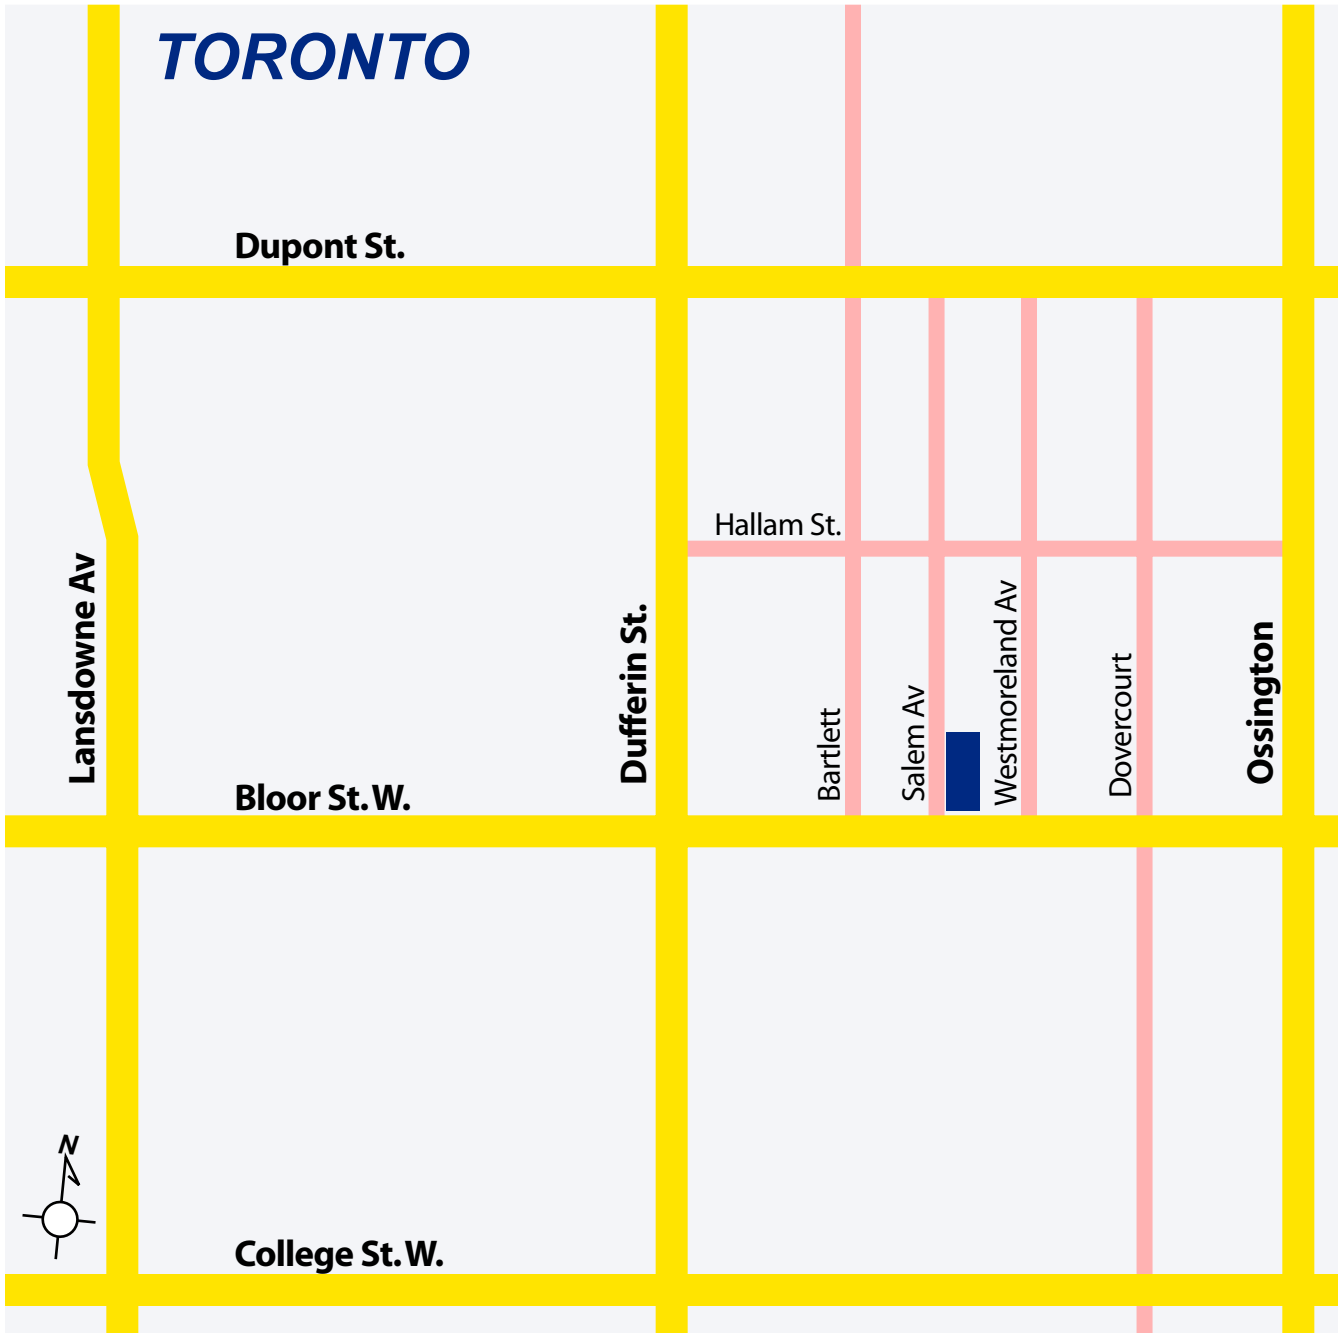 TORONTO
Dupont St.
Hallam St.
Lansdowne Av
Dufferin St.
Bartlett
Salem Av
Westmoreland Av
Dovercourt
Ossington
Bloor St. W.
N
College St. W.